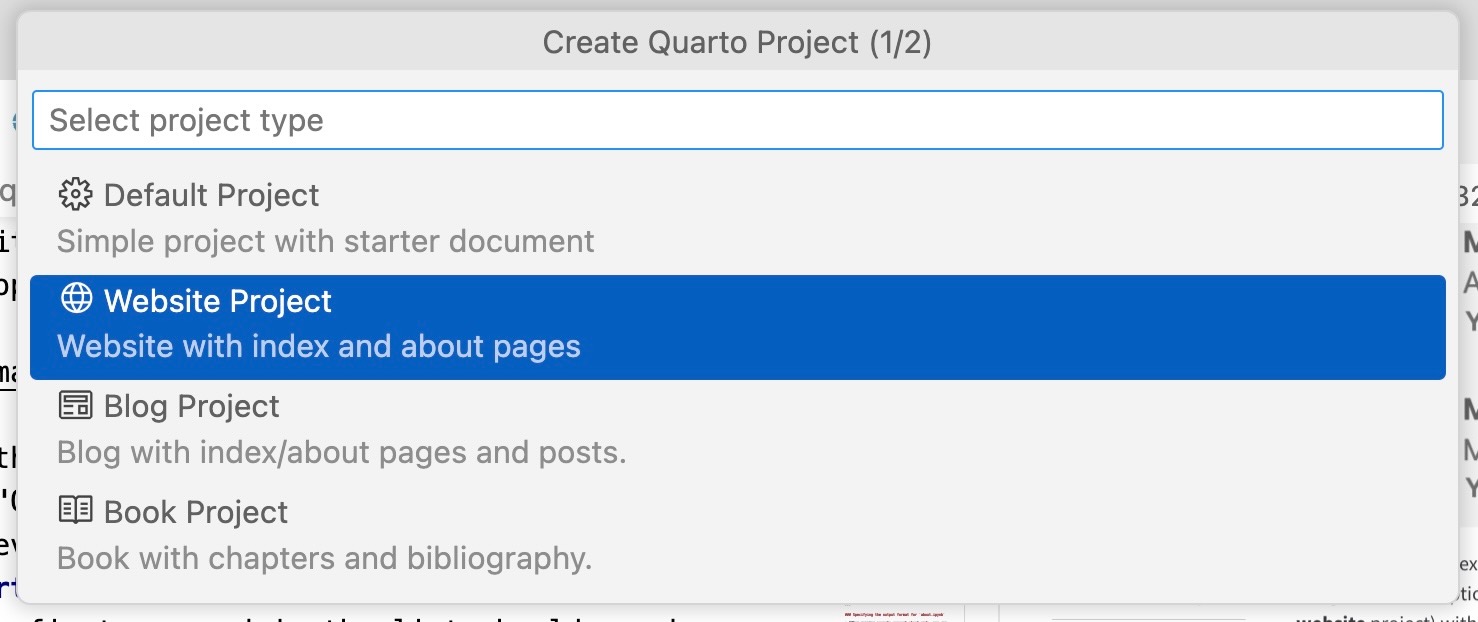 Create Quarto Project (1/2)
Select project type
Default Project
Simple project with starter document
Website Project
Website with index and about pages
Blog Project
Blog with index/about pages and posts.
Book Project
Book with chapters and bibliography.